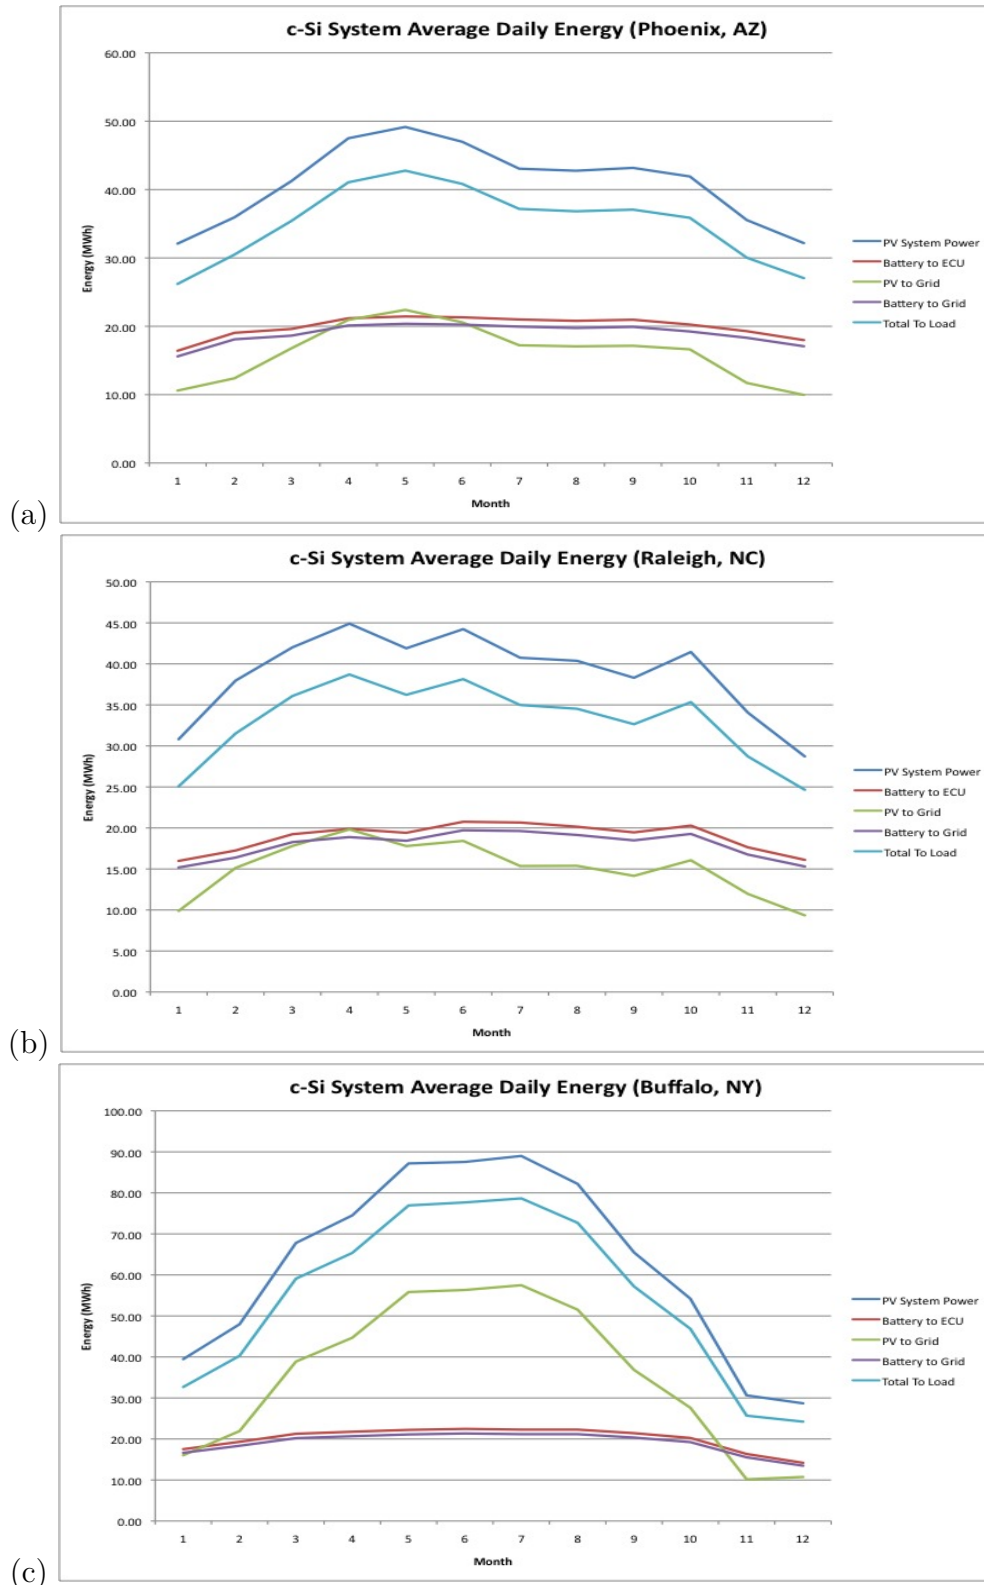 c-Si System Average Daily Energy (Phoenix, AZ)
60.00
50.00
40.00
30.00
20.00
10.00
0.00
Energy (MWh)
1 2 3 4 5 6 7 8 9 10 11 12
Month
PV System Power
Battery to ECU
PV to Grid
Battery to Grid
Total To Load
(a)
c-Si System Average Daily Energy (Raleigh, NC)
50.00
45.00
40.00
35.00
30.00
25.00
20.00
15.00
10.00
5.00
0.00
Energy (MWh)
1 2 3 4 5 6 7 8 9 10 11 12
Month
PV System Power
Battery to ECU
PV to Grid
Battery to Grid
Total To Load
(b)
c-Si System Average Daily Energy (Buffalo, NY)
100.00
90.00
80.00
70.00
60.00
50.00
40.00
30.00
20.00
10.00
0.00
Energy (MWh)
1 2 3 4 5 6 7 8 9 10 11 12
Month
PV System Power
Battery to ECU
PV to Grid
Battery to Grid
Total To Load
(c)